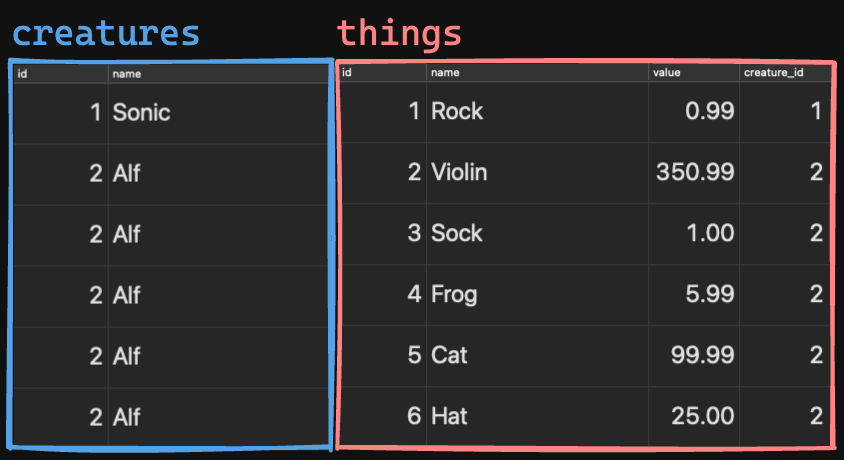 creatures things
id name id name value creature_id
1 Sonic 1 Rock 0.99 1
2 Alf 2 Violin 350.99 2
2 Alf 3 Sock 1.00 2
2 Alf 4 Frog 5.99 2
2 Alf 5 Cat 99.99 2
2 Alf 6 Hat 25.00 2